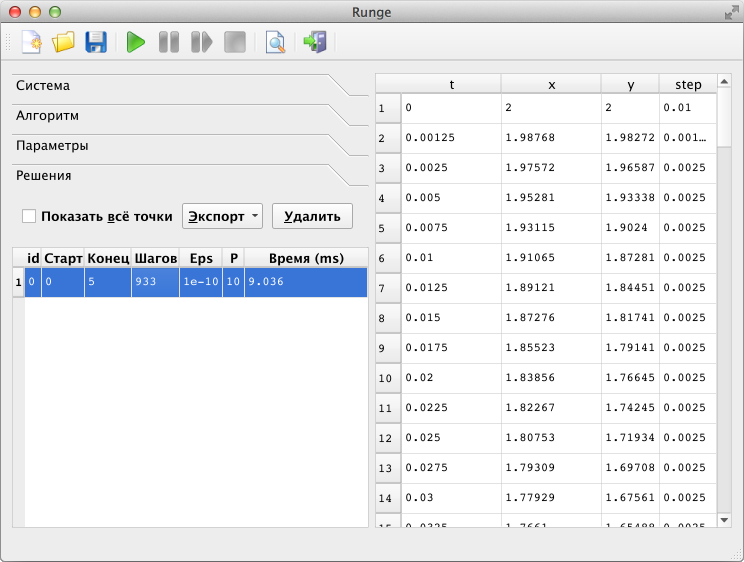 Runge
Система
Алгоритм
Параметры
Решения
Показать всё точки Экспорт Удалить
id Старт Конец Шагов Eps P Время (ms)
1 0 0 5 933 1e-10 10 9.036
t x y step
1 0 2 2 0.01
2 0.00125 1.98768 1.98272 0.001…
3 0.0025 1.97572 1.96587 0.0025
4 0.005 1.95281 1.93338 0.0025
5 0.0075 1.93115 1.9024 0.0025
6 0.01 1.91065 1.87281 0.0025
7 0.0125 1.89121 1.84451 0.0025
8 0.015 1.87276 1.81741 0.0025
9 0.0175 1.85523 1.79141 0.0025
10 0.02 1.83856 1.76645 0.0025
11 0.0225 1.82267 1.74245 0.0025
12 0.025 1.80753 1.71934 0.0025
13 0.0275 1.79309 1.69708 0.0025
14 0.03 1.77929 1.67561 0.0025
15 0.0325 1.7661 1.65488 0.0025